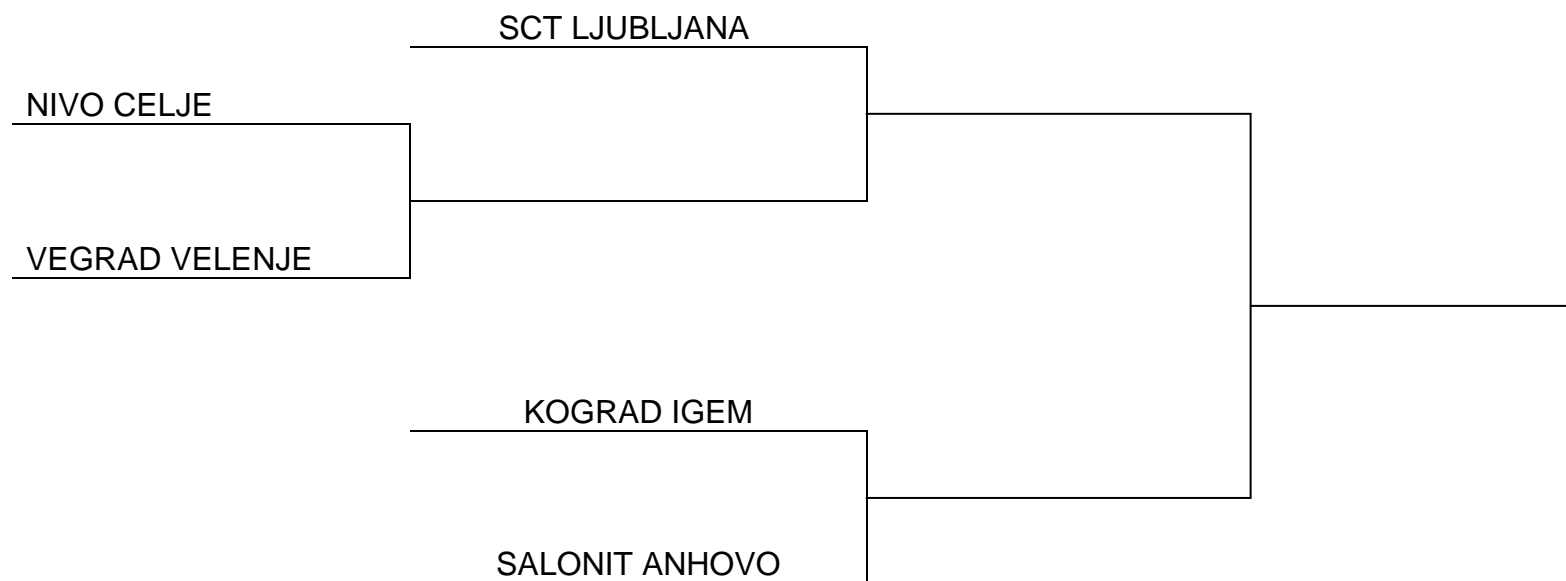 SCT LJUBLJANA
NIVO CELJE
VEGRAD VELENJE
KOGRAD IGEM
SALONIT ANHOVO